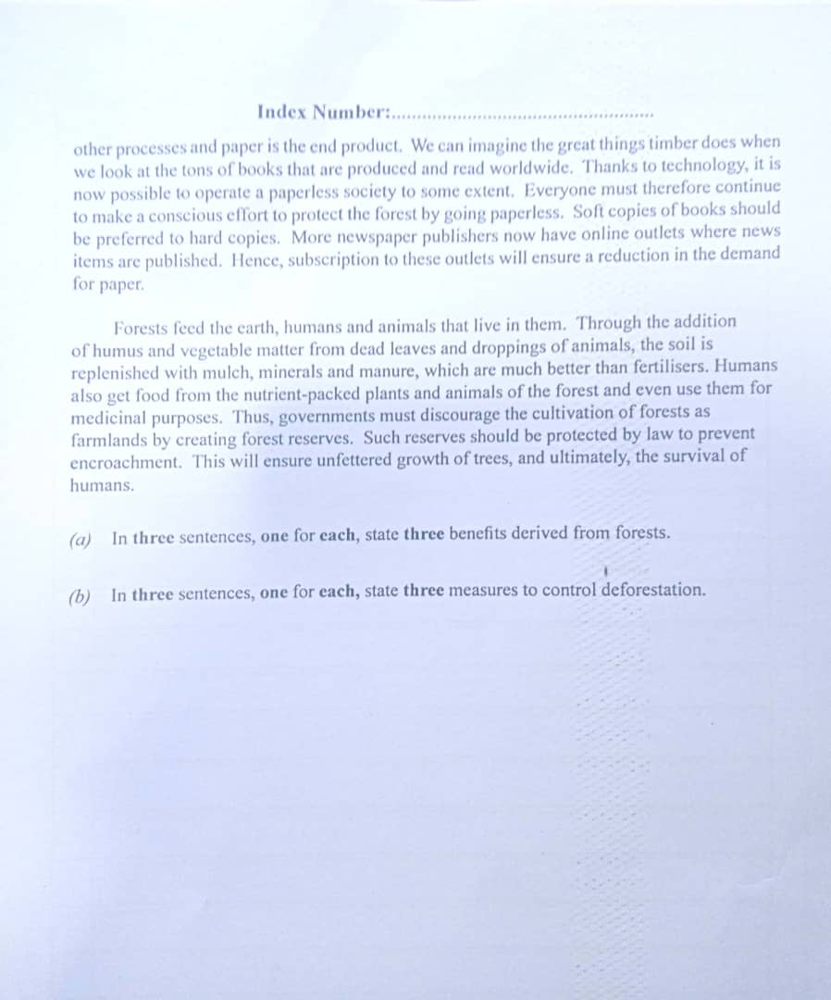 Index Number:....................................................
other processes and paper is the end product. We can imagine the great things timber does when
we look at the tons of books that are produced and read worldwide. Thanks to technology, it is
now possible to operate a paperless society to some extent. Everyone must therefore continue
to make a conscious effort to protect the forest by going paperless. Soft copies of books should
be preferred to hard copies. More newspaper publishers now have online outlets where news
items are published. Hence, subscription to these outlets will ensure a reduction in the demand
for paper.
Forests feed the earth, humans and animals that live in them. Through the addition
of humus and vegetable matter from dead leaves and droppings of animals, the soil is
replenished with mulch, minerals and manure, which are much better than fertilisers. Humans
also get food from the nutrient-packed plants and animals of the forest and even use them for
medicinal purposes. Thus, governments must discourage the cultivation of forests as
farmlands by creating forest reserves. Such reserves should be protected by law to prevent
encroachment. This will ensure unfettered growth of trees, and ultimately, the survival of
humans.
(a) In three sentences, one for each, state three benefits derived from forests.
(b) In three sentences, one for each, state three measures to control deforestation.